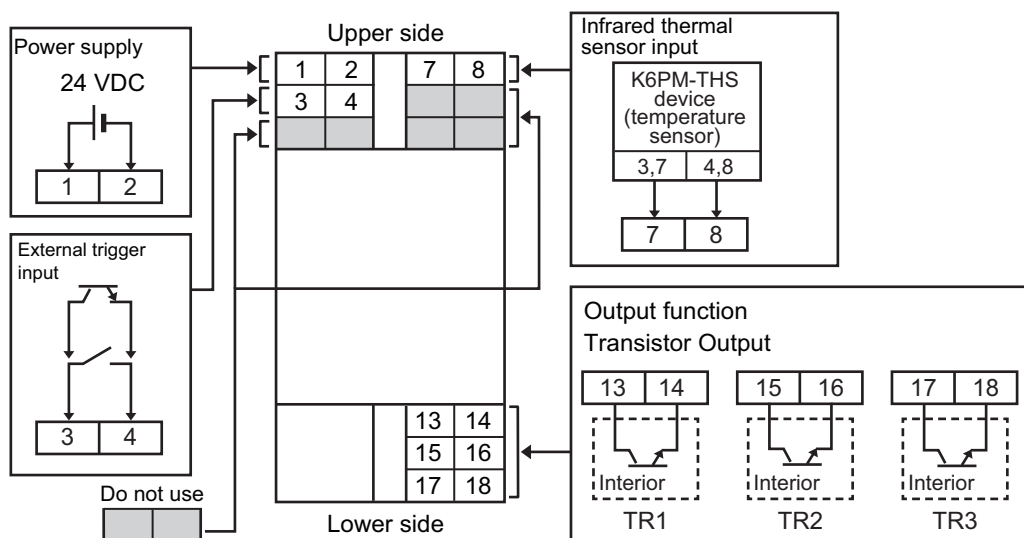 Power supply
24 VDC
1 2
External trigger
input
3 4
Do not use
Upper side
1 2 7 8
3 4
13 14
15 16
17 18
Lower side
Infrared thermal
sensor input
K6PM-THS
device
(temperature
sensor)
3,7 4,8
7 8
Output function
Transistor Output
13 14 15 16 17 18
Interior Interior Interior
TR1 TR2 TR3